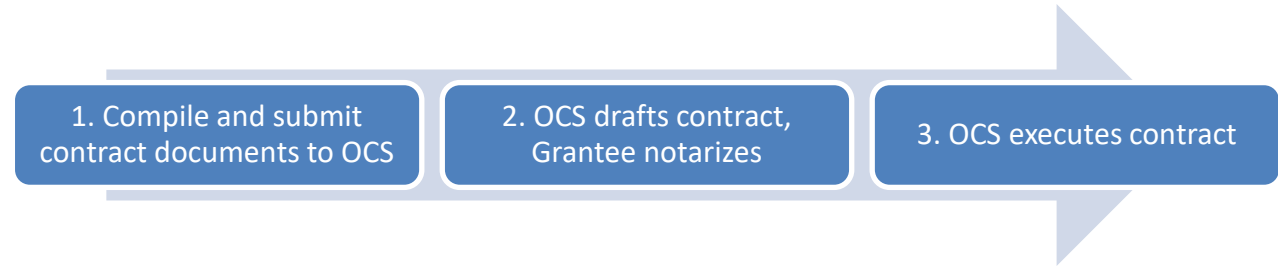 1. Compile and submit
contract documents to OCS
2. OCS drafts contract,
Grantee notarizes
3. OCS executes contract